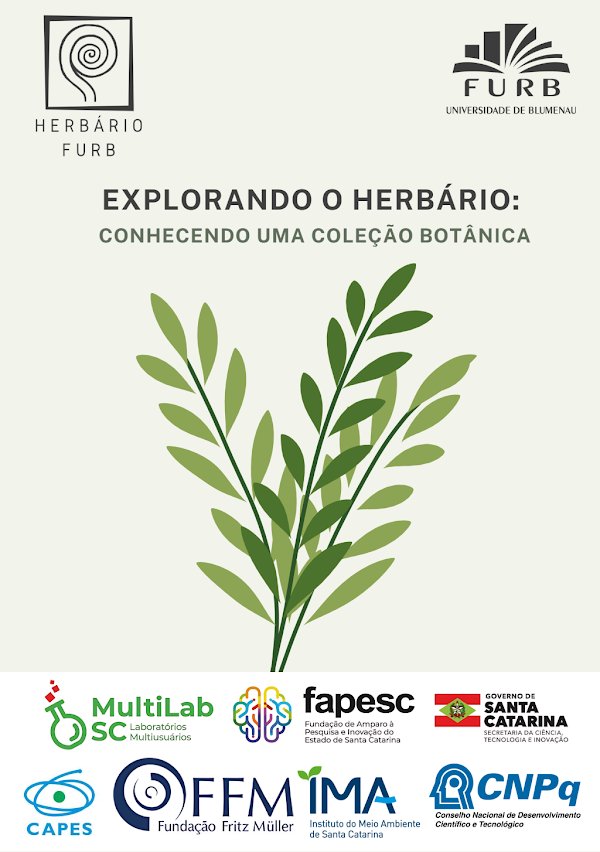 HERBÁRIO
FURB
FURB
UNIVERSIDADE DE BLUMENAU
EXPLORANDO O HERBÁRIO:
CONHECENDO UMA COLEÇÃO BOTÂNICA
MultiLab
SC Laboratórios
Multiusuários
fapesc
Fundação de Amparo à
Pesquisa e Inovação do
Estado de Santa Catarina
GOVERNO DE
SANTA
CATARINA
SECRETARIA DA CIÊNCIA,
TECNOLOGIA E INOVAÇÃO
CAPES
FFM
Fundação Fritz Müller
IMA
Instituto do Meio Ambiente
de Santa Catarina
CNPq
Conselho Nacional de Desenvolvimento
Científico e Tecnológico